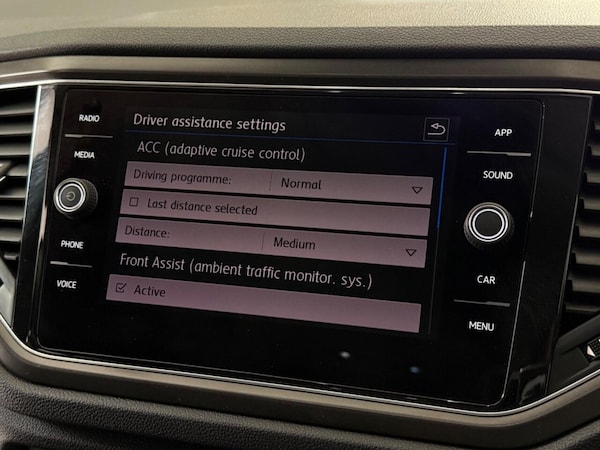 RADIO
MEDIA
PHONE
VOICE
Driver assistance settings
ACC (adaptive cruise control)
Driving programme: Normal
Last distance selected
Distance: Medium
Front Assist (ambient traffic monitor. sys.)
Active
APP
SOUND
CAR
MENU